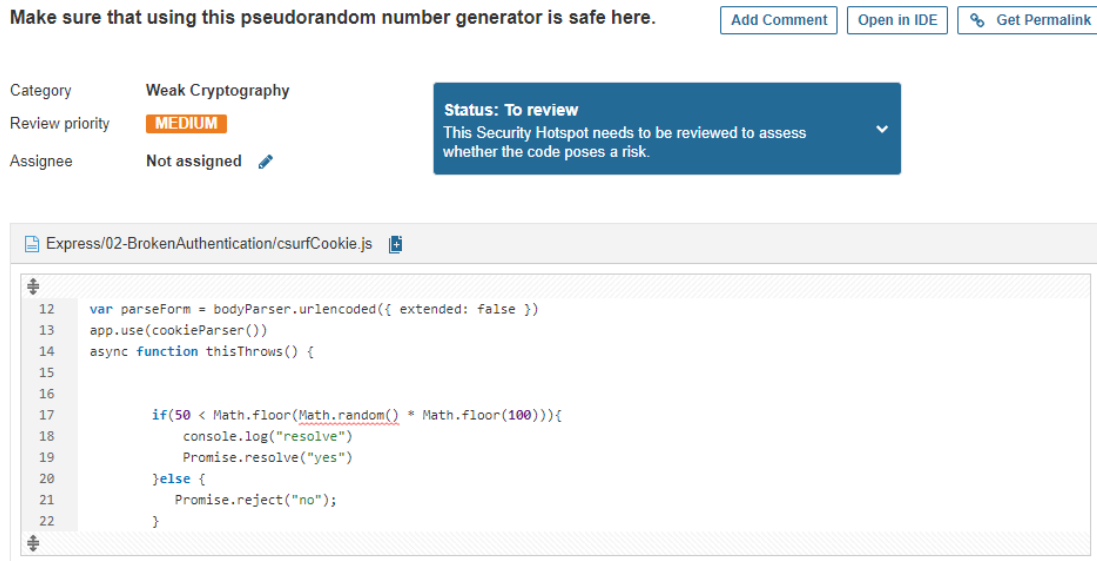 Make sure that using this pseudorandom number generator is safe here.
Add Comment
Open in IDE
Get Permalink
Category Weak Cryptography
Review priority MEDIUM
Assignee Not assigned
Status: To review
This Security Hotspot needs to be reviewed to assess
whether the code poses a risk.
Express/02-BrokenAuthentication/csurfCookie.js
12 var parseForm = bodyParser.urlencoded({ extended: false })
13 app.use(cookieParser())
14 async function thisThrows() {
15
16
17 if(50 < Math.floor(Math.random() * Math.floor(100))){
18 console.log("resolve")
19 Promise.resolve("yes")
20 }else {
21 Promise.reject("no");
22 }